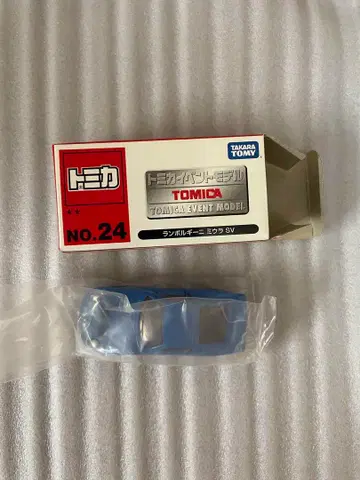 TAKARA
TOMY
トミカ
トミカ・イベント・モデル
TOMICA
TOMICA EVENT MODEL
NO.24
ランボルギーニ ミウラ SV